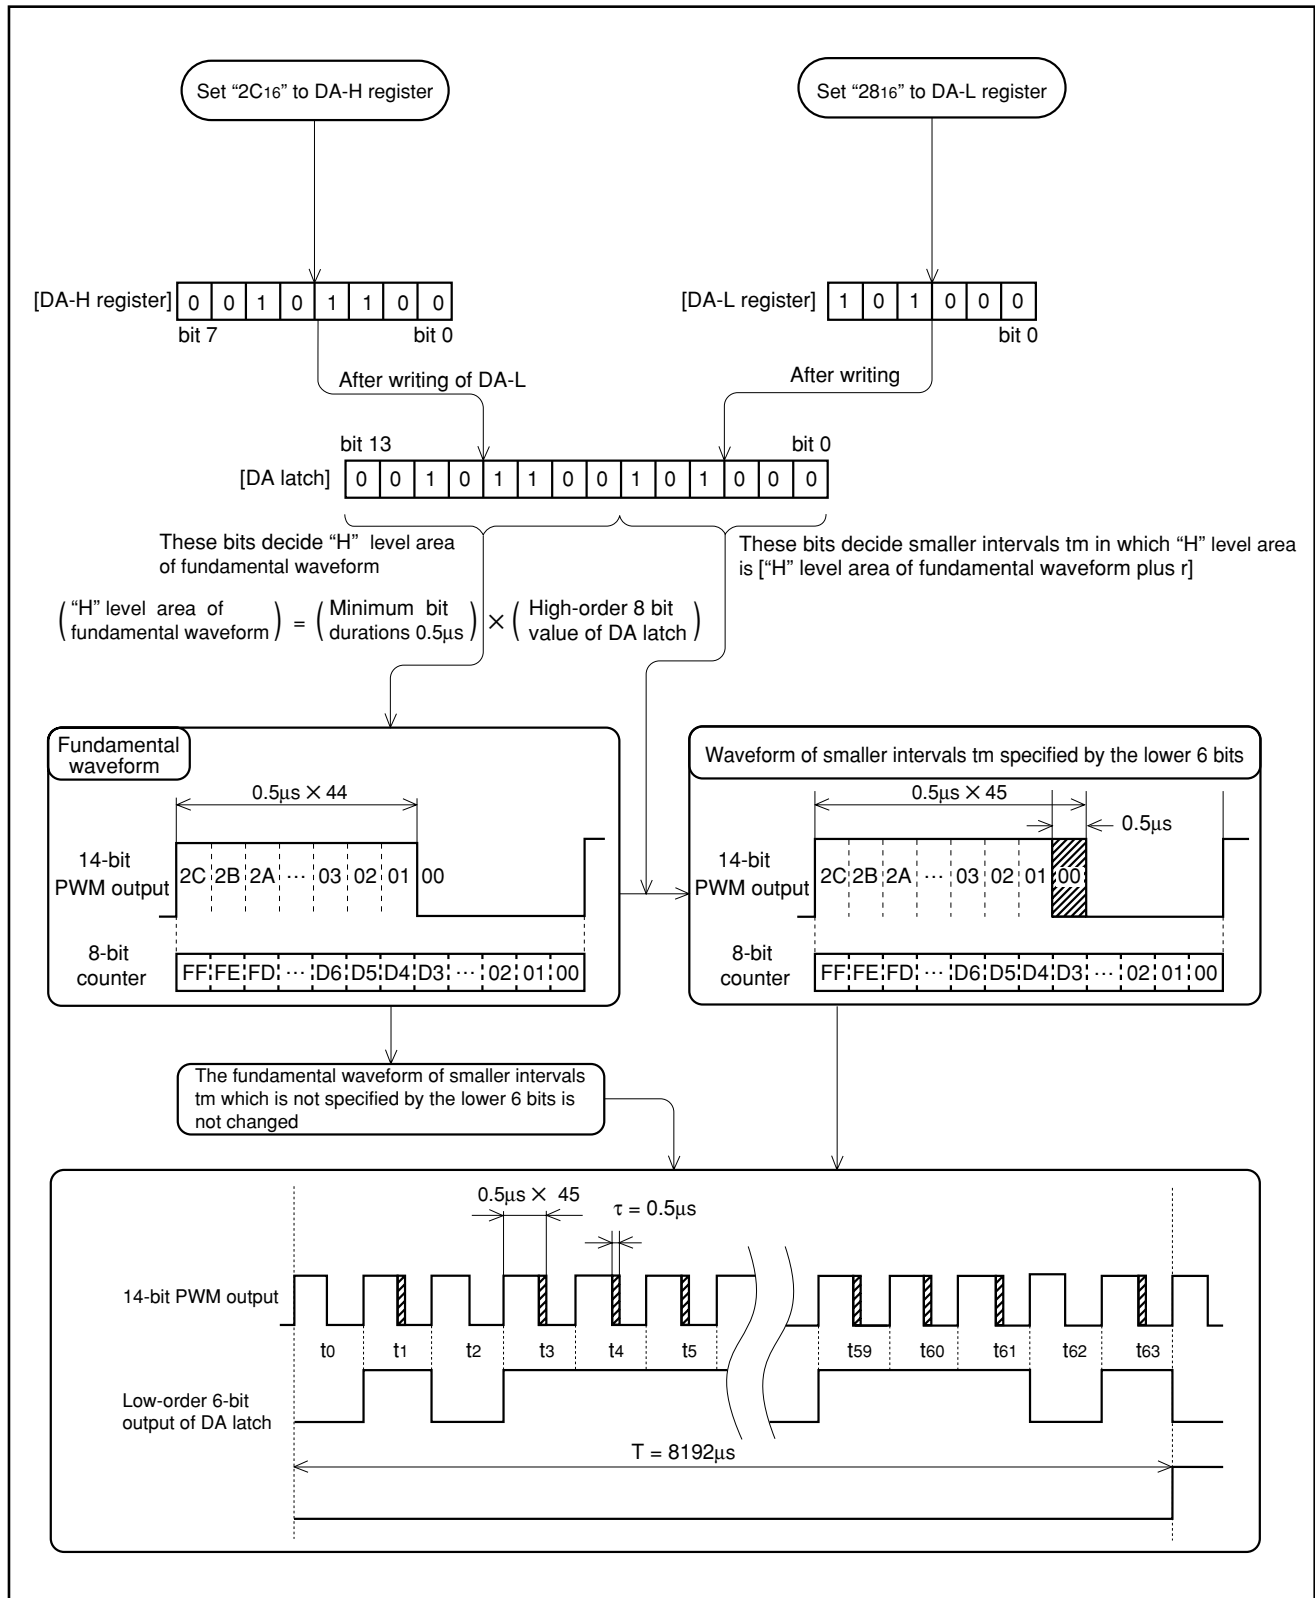 Set “2C16” to DA-H register
Set “2816” to DA-L register
[DA-H register] 0 0 1 0 1 1 0 0
bit 7 bit 0
[DA-L register] 1 0 1 0 0 0
bit 0
After writing of DA-L
After writing
bit 13 bit 0
[DA latch] 0 0 1 0 1 1 0 0 1 0 1 0 0 0
These bits decide “H” level area
of fundamental waveform
These bits decide smaller intervals tm in which “H” level area
is [“H” level area of fundamental waveform plus r]
(“H” level area of
fundamental waveform) = (Minimum bit
durations 0.5μs) × (High-order 8 bit
value of DA latch)
Fundamental
waveform
0.5μs × 44
14-bit
PWM output
2C 2B 2A ··· 03 02 01 00
8-bit
counter
FF FE FD ··· D6 D5 D4 D3 ··· 02 01 00
Waveform of smaller intervals tm specified by the lower 6 bits
0.5μs × 45
0.5μs
14-bit
PWM output
2C 2B 2A ··· 03 02 01 00
8-bit
counter
FF FE FD ··· D6 D5 D4 D3 ··· 02 01 00
The fundamental waveform of smaller intervals
tm which is not specified by the lower 6 bits is
not changed
0.5μs × 45
τ = 0.5μs
14-bit PWM output
t0 t1 t2 t3 t4 t5 t59 t60 t61 t62 t63
Low-order 6-bit
output of DA latch
T = 8192μs